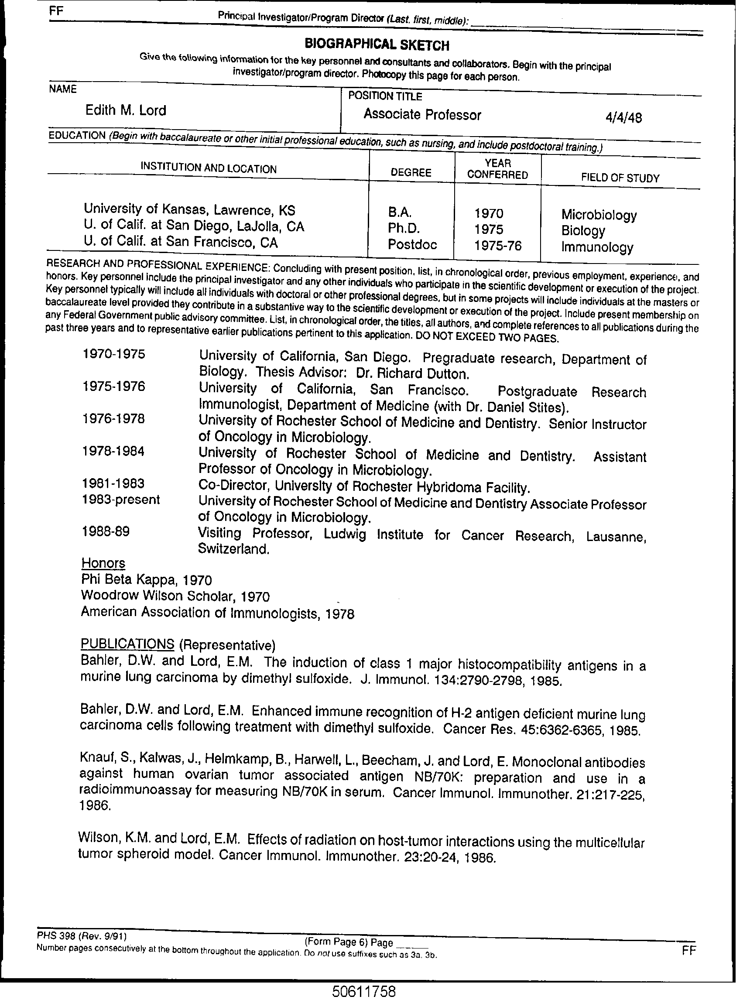 FF
Principal Investigator/Program Director (Last, first, middle):
BIOGRAPHICAL SKETCH
Give the following information for the key personnel and consultants and collaborators. Begin with the principal
investigator/program director. Photocopy this page for each person.
NAME
POSITION TITLE
Edith M. Lord
Associate Professor
4/4/48
EDUCATION (Begin with baccalaureate or other initial professional education, such as nursing, and include postdoctoral training.)
INSTITUTION AND LOCATION
DEGREE
YEAR
CONFERRED
FIELD OF STUDY
University of Kansas, Lawrence, KS B.A. 1970 Microbiology
U. of Calif. at San Diego, LaJolla, CA Ph.D. 1975 Biology
U. of Calif. at San Francisco, CA Postdoc 1975-76 Immunology
RESEARCH AND PROFESSIONAL EXPERIENCE: Concluding with present position, list, in chronological order, previous employment, experience, and
honors. Key personnel include the principal investigator and any other individuals who participate in the scientific development or execution of the project.
Key personnel typically will include all individuals with doctoral or other professional degrees, but in some projects will include individuals at the masters or
baccalaureate level provided they contribute in a substantive way to the scientific development or execution of the project. Include present membership on
any Federal Government public advisory committee. List, in chronological order, the titles, all authors, and complete references to all publications during the
past three years and to representative earlier publications pertinent to this application. DO NOT EXCEED TWO PAGES.
1970-1975 University of California, San Diego. Pregraduate research, Department of
Biology. Thesis Advisor: Dr. Richard Dutton.
1975-1976 University of California, San Francisco. Postgraduate Research
Immunologist, Department of Medicine (with Dr. Daniel Stites).
1976-1978 University of Rochester School of Medicine and Dentistry. Senior Instructor
of Oncology in Microbiology.
1978-1984 University of Rochester School of Medicine and Dentistry. Assistant
Professor of Oncology in Microbiology.
1981-1983 Co-Director, University of Rochester Hybridoma Facility.
1983-present University of Rochester School of Medicine and Dentistry Associate Professor
of Oncology in Microbiology.
1988-89 Visiting Professor, Ludwig Institute for Cancer Research, Lausanne,
Switzerland.
Honors
Phi Beta Kappa, 1970
Woodrow Wilson Scholar, 1970
American Association of Immunologists, 1978
PUBLICATIONS (Representative)
Bahler, D.W. and Lord, E.M. The induction of class 1 major histocompatibility antigens in a
murine lung carcinoma by dimethyl sulfoxide. J. Immunol. 134:2790-2798, 1985.
Bahler, D.W. and Lord, E.M. Enhanced immune recognition of H-2 antigen deficient murine lung
carcinoma cells following treatment with dimethyl sulfoxide. Cancer Res. 45:6362-6365, 1985.
Knauf, S., Kalwas, J., Helmkamp, B., Harwell, L., Beecham, J. and Lord, E. Monoclonal antibodies
against human ovarian tumor associated antigen NB/70K: preparation and use in a
radioimmunoassay for measuring NB/70K in serum. Cancer Immunol. Immunother. 21:217-225,
1986.
Wilson, K.M. and Lord, E.M. Effects of radiation on host-tumor interactions using the multicellular
tumor spheroid model. Cancer Immunol. Immunother. 23:20-24, 1986.
PHS 398 (Rev. 9/91)
(Form Page 6) Page
Number pages consecutively at the bottom throughout the application. Do not use suffixes such as 3a, 3b.
FF
50611758